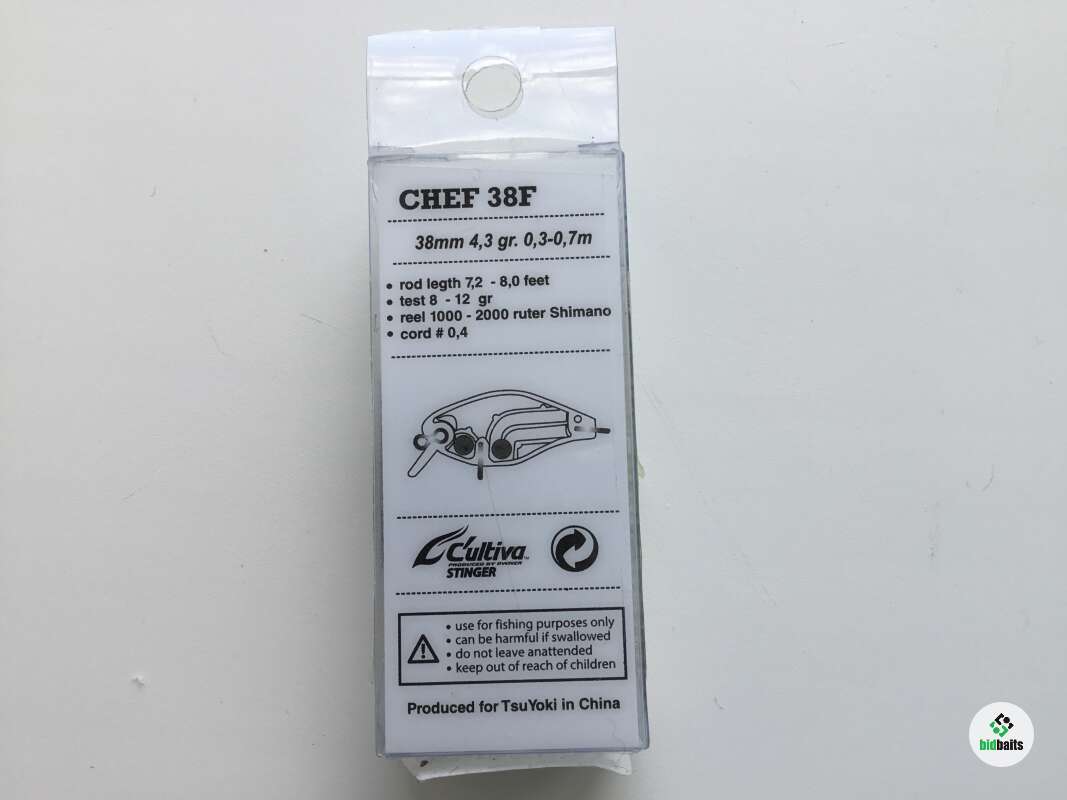 CHEF 38F
38mm 4,3 gr. 0,3-0,7m
• rod legth 7,2 - 8,0 feet
• test 8 - 12 gr
• reel 1000 - 2000 ruter Shimano
• cord # 0,4
C'ultiva™
PRODUCED BY OWNER
STINGER
• use for fishing purposes only
• can be harmful if swallowed
• do not leave anattended
• keep out of reach of children
Produced for TsuYoki in China
bidbaits